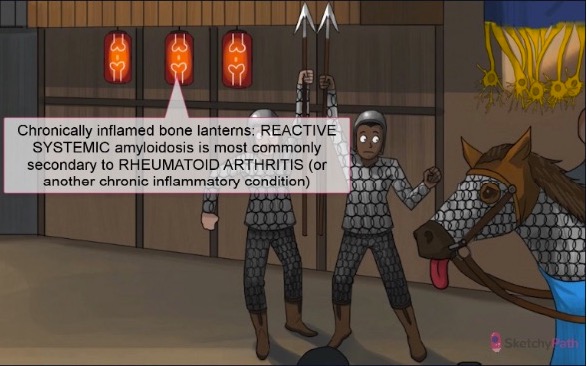 Chronically inflamed bone lanterns: REACTIVE
SYSTEMIC amyloidosis is most commonly
secondary to RHEUMATOID ARTHRITIS (or
another chronic inflammatory condition)
SketchyPath